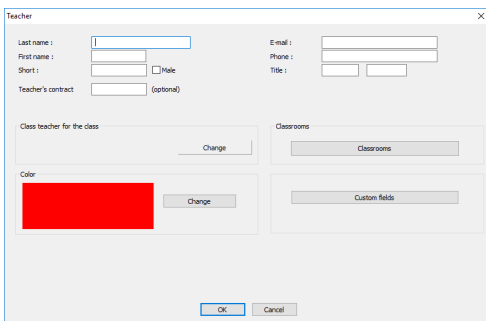 Teacher
Last name :
E-mail :
First name :
Phone :
Short :
Male
Title :
Teacher's contract
(optional)
Class teacher for the class
Change
Classrooms
Classrooms
Color
Change
Custom fields
OK
Cancel